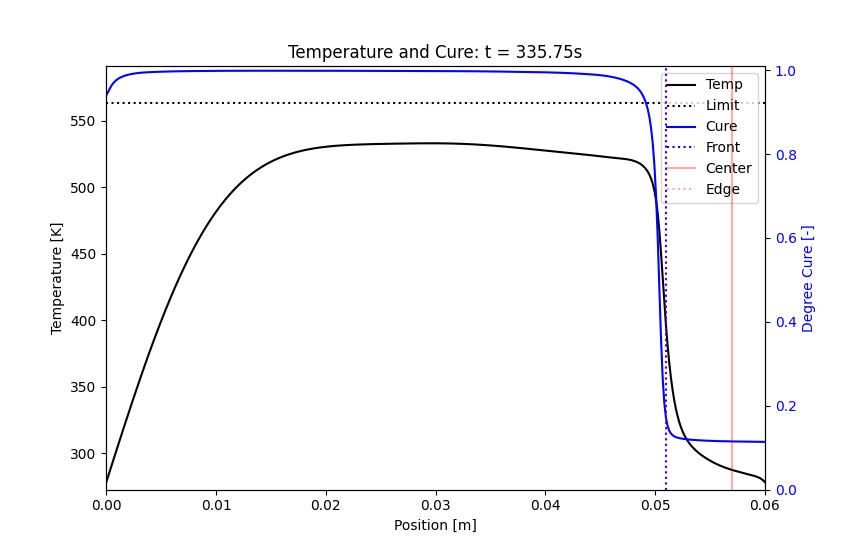 Temperature and Cure: t = 335.75s
Temperature [K]
550
500
450
400
350
300
0.00 0.01 0.02 0.03 0.04 0.05 0.06
Position [m]
1.0
0.8
0.6
0.4
0.2
0.0
Degree Cure [-]
Temp
Limit
Cure
Front
Center
Edge